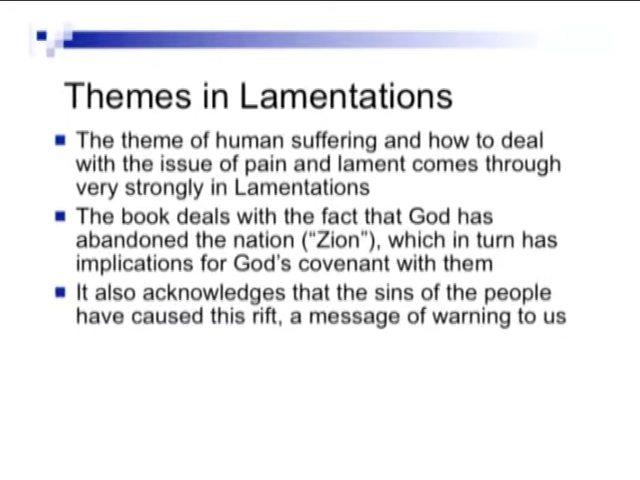 Themes in Lamentations
The theme of human suffering and how to deal
with the issue of pain and lament comes through
very strongly in Lamentations
The book deals with the fact that God has
abandoned the nation (“Zion”), which in turn has
implications for God’s covenant with them
It also acknowledges that the sins of the people
have caused this rift, a message of warning to us